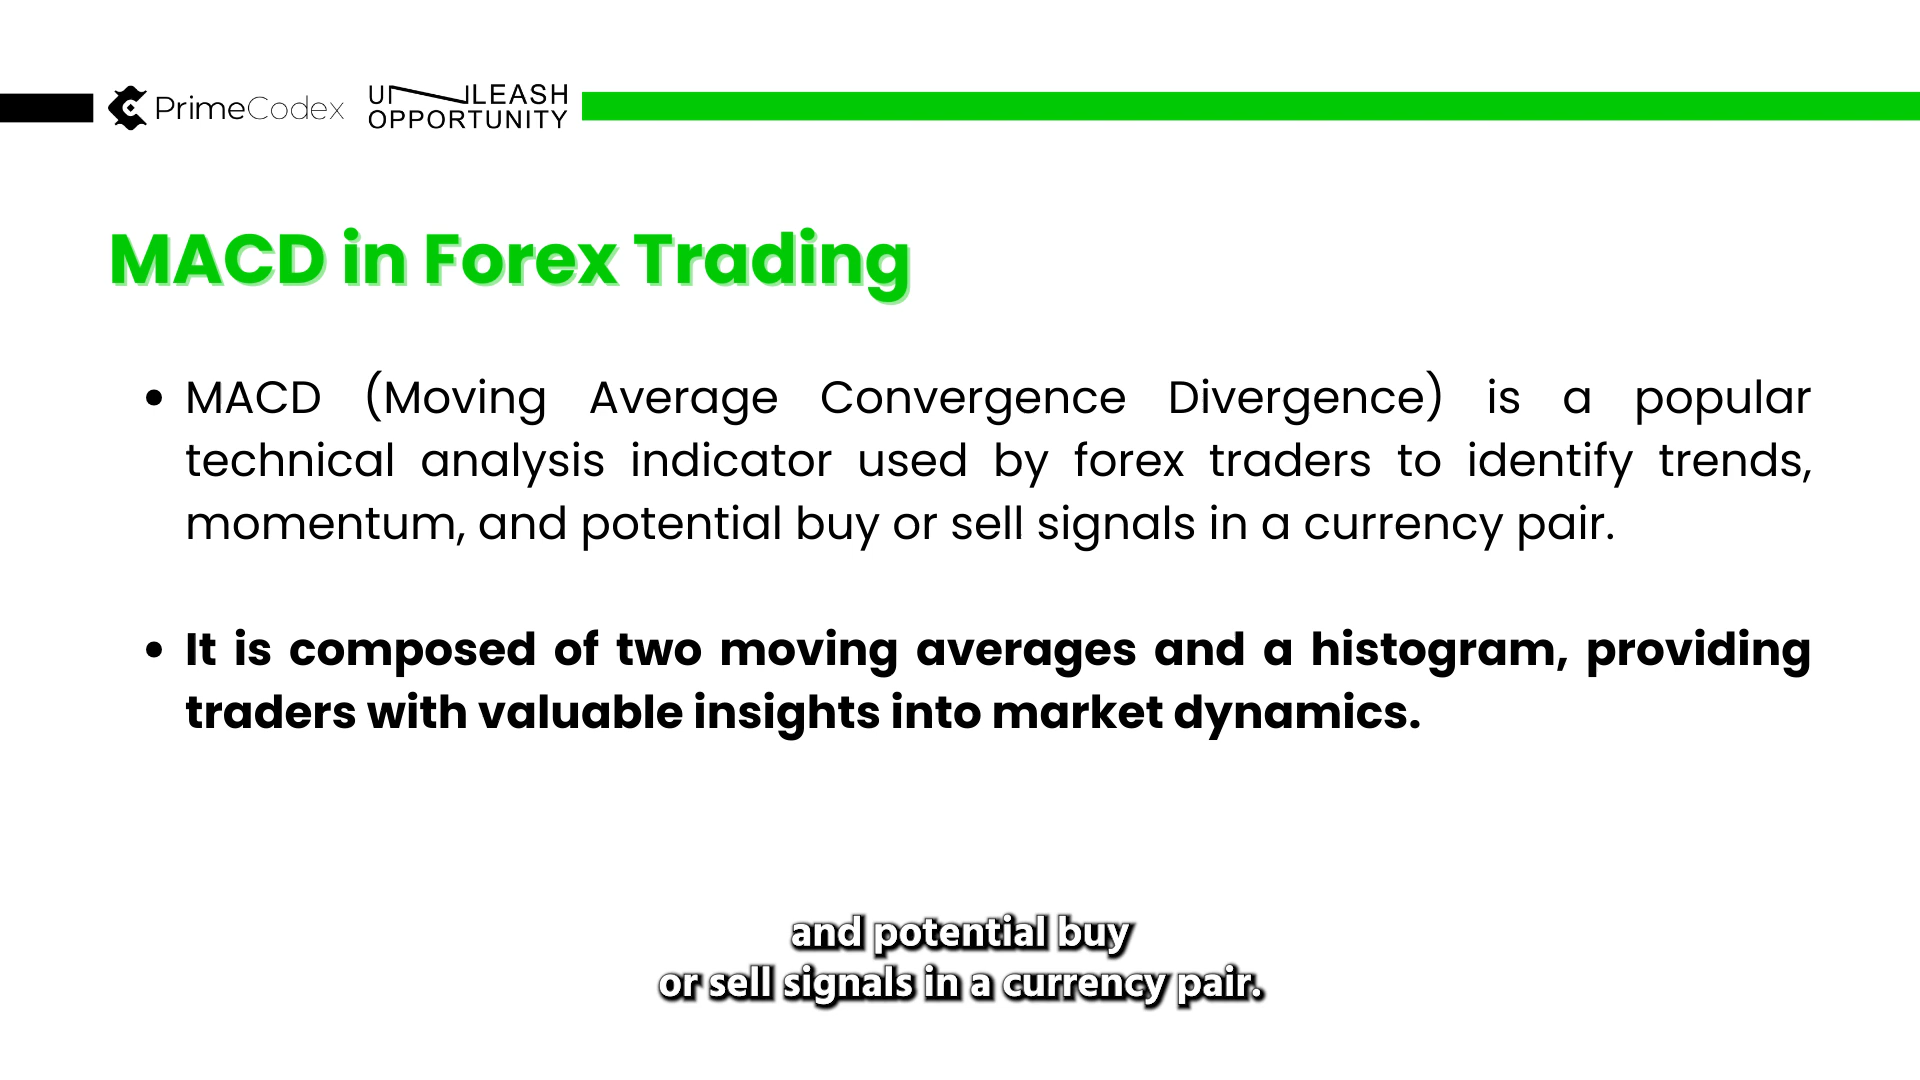 PrimeCodex
UNLEASH
OPPORTUNITY
MACD in Forex Trading
• MACD (Moving Average Convergence Divergence) is a popular
technical analysis indicator used by forex traders to identify trends,
momentum, and potential buy or sell signals in a currency pair.
• It is composed of two moving averages and a histogram, providing
traders with valuable insights into market dynamics.
and potential buy
or sell signals in a currency pair.